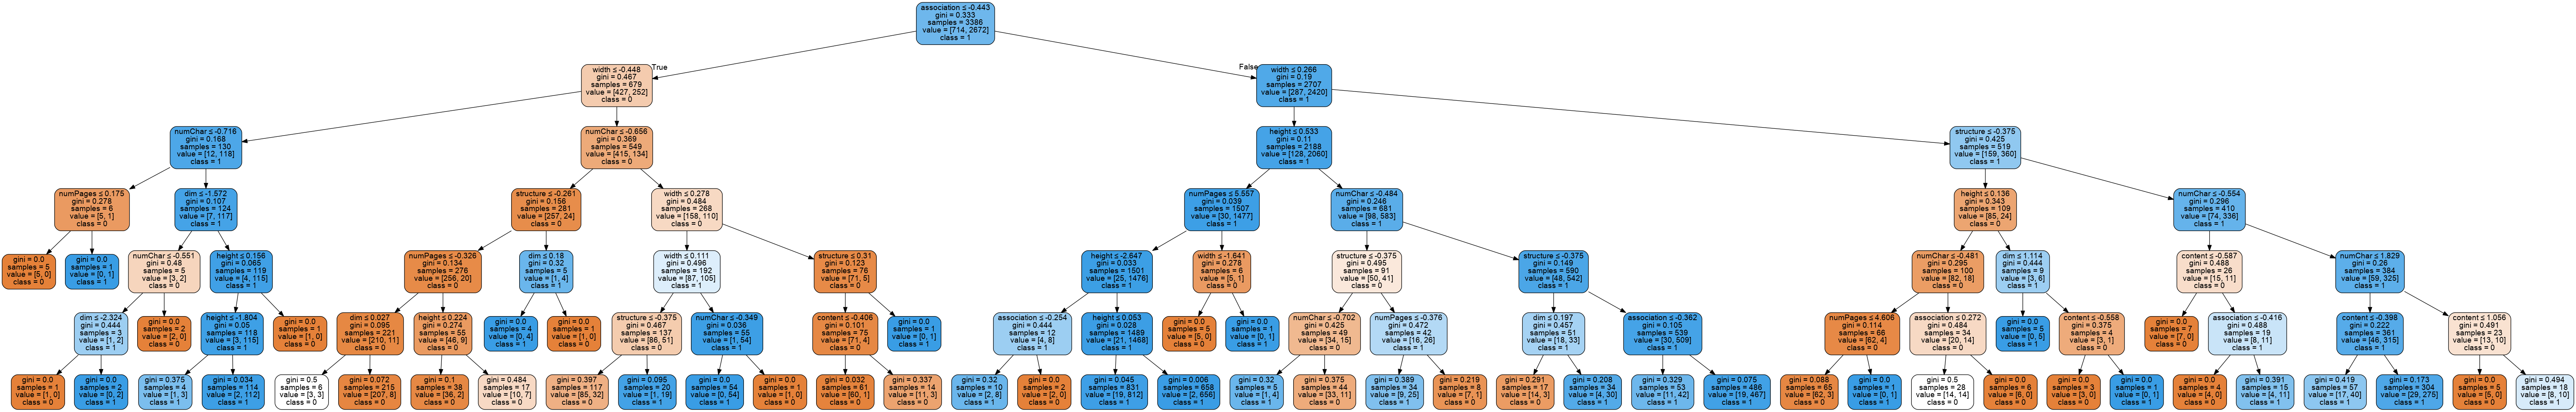 association ≤ -0.443
gini = 0.333
samples = 3386
value = [714, 2672]
class = 1
True
False
width ≤ -0.448
gini = 0.467
samples = 679
value = [427, 252]
class = 0
width ≤ 0.266
gini = 0.19
samples = 2707
value = [287, 2420]
class = 1
numChar ≤ -0.716
gini = 0.168
samples = 130
value = [12, 118]
class = 1
numChar ≤ -0.656
gini = 0.369
samples = 549
value = [415, 134]
class = 0
height ≤ 0.533
gini = 0.11
samples = 2188
value = [128, 2060]
class = 1
structure ≤ -0.375
gini = 0.425
samples = 519
value = [159, 360]
class = 1
numPages ≤ 0.175
gini = 0.278
samples = 6
value = [5, 1]
class = 0
dim ≤ -1.572
gini = 0.107
samples = 124
value = [7, 117]
class = 1
structure ≤ -0.261
gini = 0.156
samples = 281
value = [257, 24]
class = 0
width ≤ 0.278
gini = 0.484
samples = 268
value = [158, 110]
class = 0
numPages ≤ 5.557
gini = 0.039
samples = 1507
value = [30, 1477]
class = 1
numChar ≤ -0.484
gini = 0.246
samples = 681
value = [98, 583]
class = 1
height ≤ 0.136
gini = 0.343
samples = 109
value = [85, 24]
class = 0
numChar ≤ -0.554
gini = 0.296
samples = 410
value = [74, 336]
class = 1
gini = 0.0
samples = 5
value = [5, 0]
class = 0
gini = 0.0
samples = 1
value = [0, 1]
class = 1
numChar ≤ -0.551
gini = 0.48
samples = 5
value = [3, 2]
class = 0
height ≤ 0.156
gini = 0.065
samples = 119
value = [4, 115]
class = 1
numPages ≤ -0.326
gini = 0.134
samples = 276
value = [256, 20]
class = 0
dim ≤ 0.18
gini = 0.32
samples = 5
value = [1, 4]
class = 1
width ≤ 0.111
gini = 0.496
samples = 192
value = [87, 105]
class = 1
structure ≤ 0.31
gini = 0.123
samples = 76
value = [71, 5]
class = 0
height ≤ -2.647
gini = 0.033
samples = 1501
value = [25, 1476]
class = 1
width ≤ -1.641
gini = 0.278
samples = 6
value = [5, 1]
class = 0
structure ≤ -0.375
gini = 0.495
samples = 91
value = [50, 41]
class = 0
structure ≤ -0.375
gini = 0.149
samples = 590
value = [48, 542]
class = 1
numChar ≤ -0.481
gini = 0.295
samples = 100
value = [82, 18]
class = 0
dim ≤ 1.114
gini = 0.444
samples = 9
value = [3, 6]
class = 1
content ≤ -0.587
gini = 0.488
samples = 26
value = [15, 11]
class = 0
numChar ≤ 1.829
gini = 0.26
samples = 384
value = [59, 325]
class = 1
dim ≤ -2.324
gini = 0.444
samples = 3
value = [1, 2]
class = 1
gini = 0.0
samples = 2
value = [2, 0]
class = 0
height ≤ -1.804
gini = 0.05
samples = 118
value = [3, 115]
class = 1
gini = 0.0
samples = 1
value = [1, 0]
class = 0
dim ≤ 0.027
gini = 0.095
samples = 221
value = [210, 11]
class = 0
height ≤ 0.224
gini = 0.274
samples = 55
value = [46, 9]
class = 0
gini = 0.0
samples = 4
value = [0, 4]
class = 1
gini = 0.0
samples = 1
value = [1, 0]
class = 0
structure ≤ -0.375
gini = 0.467
samples = 137
value = [86, 51]
class = 0
numChar ≤ -0.349
gini = 0.036
samples = 55
value = [1, 54]
class = 1
content ≤ -0.406
gini = 0.101
samples = 75
value = [71, 4]
class = 0
gini = 0.0
samples = 1
value = [0, 1]
class = 1
association ≤ -0.254
gini = 0.444
samples = 12
value = [4, 8]
class = 1
height ≤ 0.053
gini = 0.028
samples = 1489
value = [21, 1468]
class = 1
gini = 0.0
samples = 5
value = [5, 0]
class = 0
gini = 0.0
samples = 1
value = [0, 1]
class = 1
numChar ≤ -0.702
gini = 0.425
samples = 49
value = [34, 15]
class = 0
numPages ≤ -0.376
gini = 0.472
samples = 42
value = [16, 26]
class = 1
dim ≤ 0.197
gini = 0.457
samples = 51
value = [18, 33]
class = 1
association ≤ -0.362
gini = 0.105
samples = 539
value = [30, 509]
class = 1
numPages ≤ 4.606
gini = 0.114
samples = 66
value = [62, 4]
class = 0
association ≤ 0.272
gini = 0.484
samples = 34
value = [20, 14]
class = 0
gini = 0.0
samples = 5
value = [0, 5]
class = 1
content ≤ -0.558
gini = 0.375
samples = 4
value = [3, 1]
class = 0
gini = 0.0
samples = 7
value = [7, 0]
class = 0
association ≤ -0.416
gini = 0.488
samples = 19
value = [8, 11]
class = 1
content ≤ -0.398
gini = 0.222
samples = 361
value = [46, 315]
class = 1
content ≤ 1.056
gini = 0.491
samples = 23
value = [13, 10]
class = 0
gini = 0.0
samples = 1
value = [1, 0]
class = 0
gini = 0.0
samples = 2
value = [0, 2]
class = 1
gini = 0.375
samples = 4
value = [1, 3]
class = 1
gini = 0.034
samples = 114
value = [2, 112]
class = 1
gini = 0.5
samples = 6
value = [3, 3]
class = 0
gini = 0.072
samples = 215
value = [207, 8]
class = 0
gini = 0.1
samples = 38
value = [36, 2]
class = 0
gini = 0.484
samples = 17
value = [10, 7]
class = 0
gini = 0.397
samples = 117
value = [85, 32]
class = 0
gini = 0.095
samples = 20
value = [1, 19]
class = 1
gini = 0.0
samples = 54
value = [0, 54]
class = 1
gini = 0.0
samples = 1
value = [1, 0]
class = 0
gini = 0.032
samples = 61
value = [60, 1]
class = 0
gini = 0.337
samples = 14
value = [11, 3]
class = 0
gini = 0.32
samples = 10
value = [2, 8]
class = 1
gini = 0.0
samples = 2
value = [2, 0]
class = 0
gini = 0.045
samples = 831
value = [19, 812]
class = 1
gini = 0.006
samples = 658
value = [2, 656]
class = 1
gini = 0.32
samples = 5
value = [1, 4]
class = 1
gini = 0.375
samples = 44
value = [33, 11]
class = 0
gini = 0.389
samples = 34
value = [9, 25]
class = 1
gini = 0.219
samples = 8
value = [7, 1]
class = 0
gini = 0.291
samples = 17
value = [14, 3]
class = 0
gini = 0.208
samples = 34
value = [4, 30]
class = 1
gini = 0.329
samples = 53
value = [11, 42]
class = 1
gini = 0.075
samples = 486
value = [19, 467]
class = 1
gini = 0.088
samples = 65
value = [62, 3]
class = 0
gini = 0.0
samples = 1
value = [0, 1]
class = 1
gini = 0.5
samples = 28
value = [14, 14]
class = 0
gini = 0.0
samples = 6
value = [6, 0]
class = 0
gini = 0.0
samples = 3
value = [3, 0]
class = 0
gini = 0.0
samples = 1
value = [0, 1]
class = 1
gini = 0.0
samples = 4
value = [4, 0]
class = 0
gini = 0.391
samples = 15
value = [4, 11]
class = 1
gini = 0.419
samples = 57
value = [17, 40]
class = 1
gini = 0.173
samples = 304
value = [29, 275]
class = 1
gini = 0.0
samples = 5
value = [5, 0]
class = 0
gini = 0.494
samples = 18
value = [8, 10]
class = 1